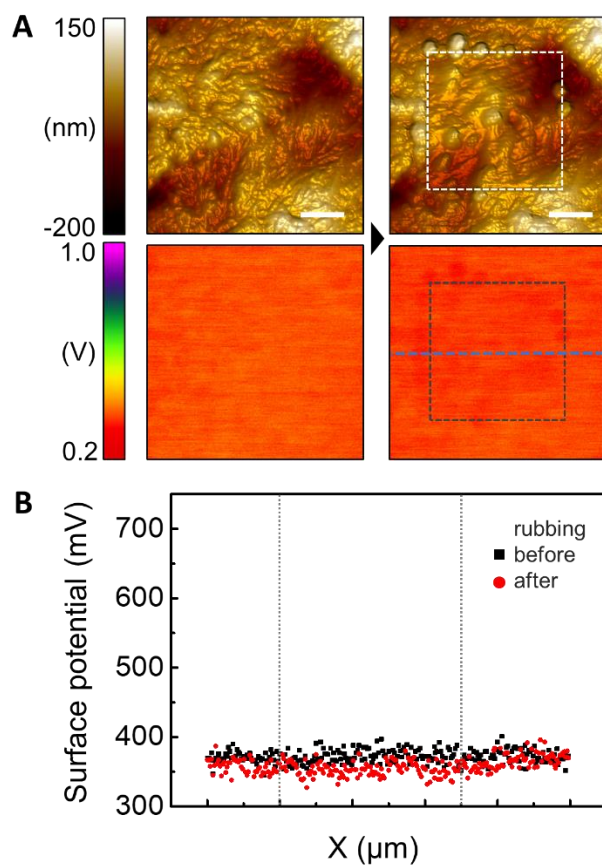 A
150
(nm)
-200
1.0
(V)
0.2
B
Surface potential (mV)
700
600
500
400
300
rubbing
before
after
X (µm)